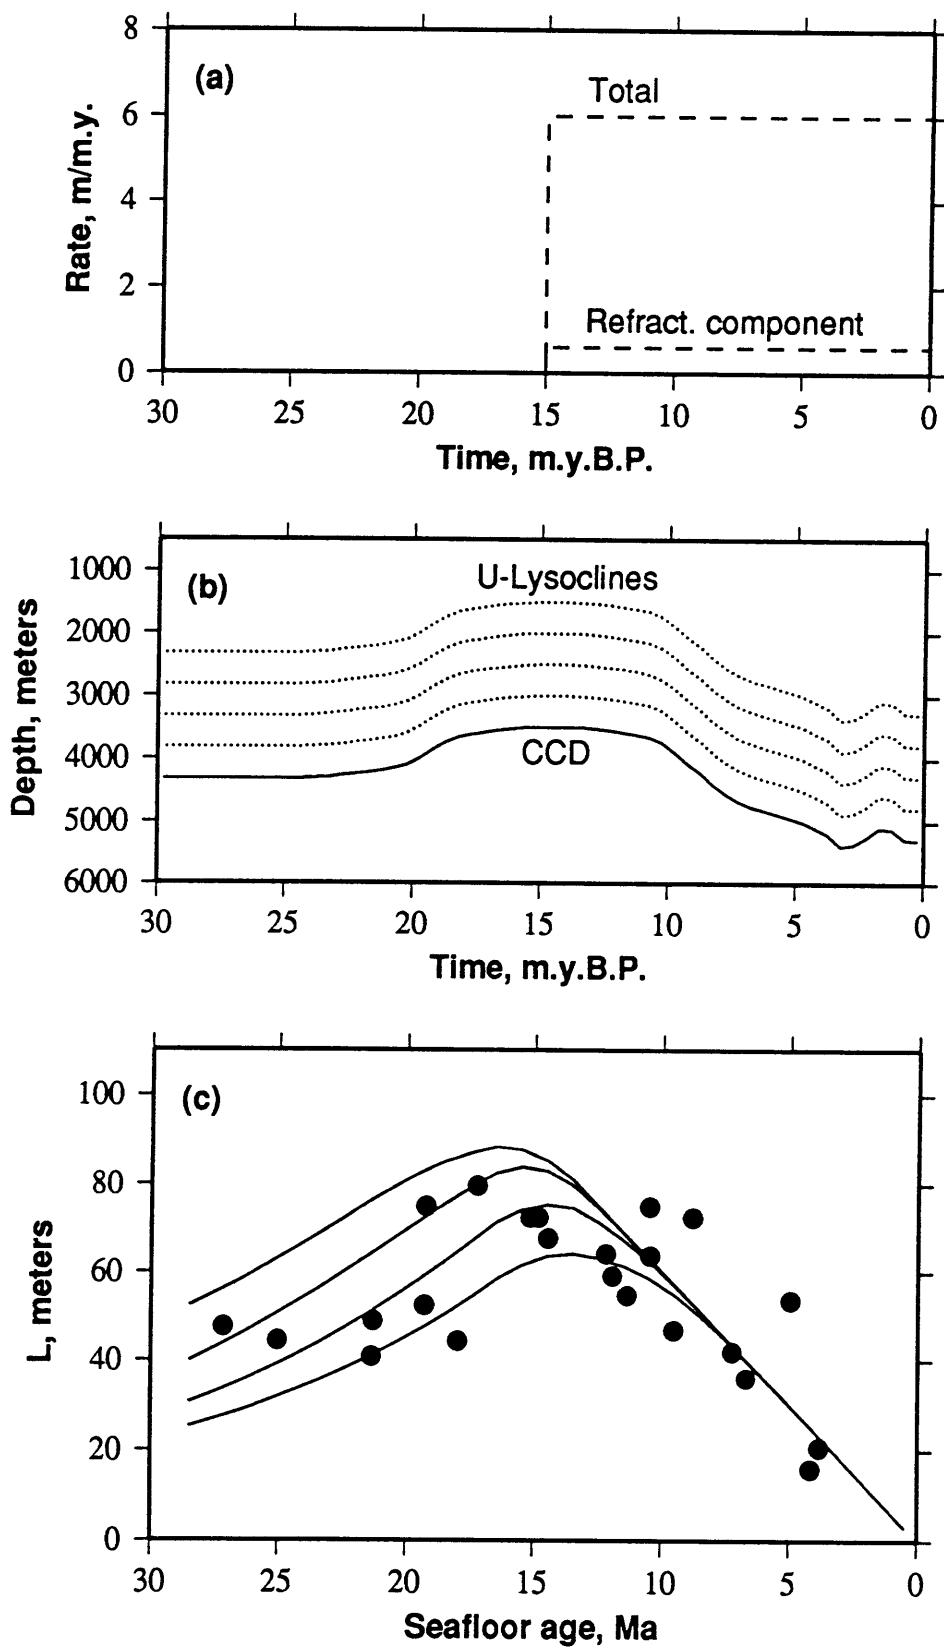 8
(a)
Total
6
Rate, m/m.y.
4
2
Refract. component
0
30 25 20 15 10 5 0
Time, m.y.B.P.
1000
(b)
U-Lysoclines
2000
Depth, meters
3000
4000
CCD
5000
6000
30 25 20 15 10 5 0
Time, m.y.B.P.
100
(c)
80
L, meters
60
40
20
0
30 25 20 15 10 5 0
Seafloor age, Ma